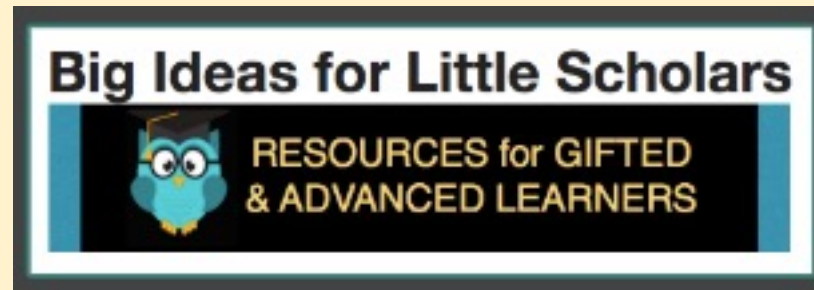 Big Ideas for Little Scholars
RESOURCES for GIFTED
& ADVANCED LEARNERS